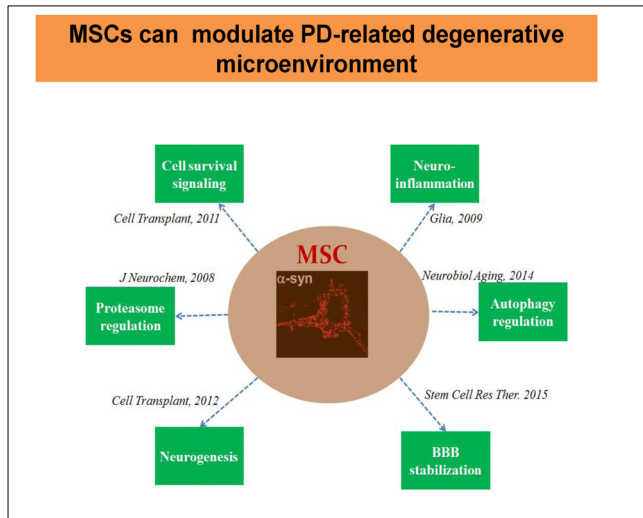 MSCs can modulate PD-related degenerative
microenvironment
Cell survival
signaling
Neuro-
inflammation
Cell Transplant, 2011
Glia, 2009
MSC
α-syn
J Neurochem, 2008
Neurobiol Aging, 2014
Proteasome
regulation
Autophagy
regulation
Cell Transplant, 2012
Stem Cell Res Ther. 2015
Neurogenesis
BBB
stabilization